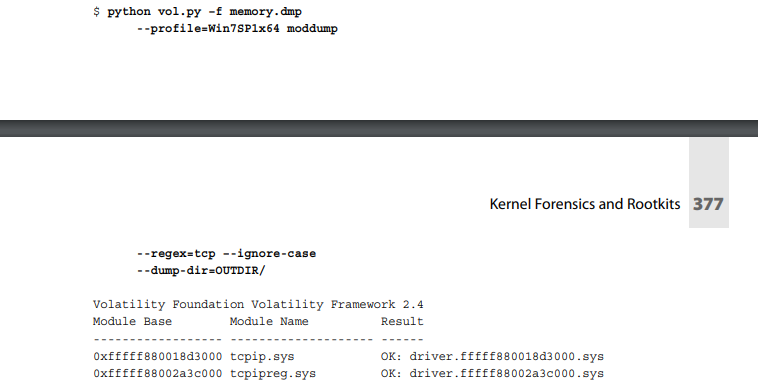 $ python vol.py -f memory.dmp
--profile=Win7SP1x64 moddump
Kernel Forensics and Rootkits 377
--regex=tcp --ignore-case
--dump-dir=OUTDIR/
Volatility Foundation Volatility Framework 2.4
Module Base Module Name Result
------------------ -------------------- ------
0xfffff880018d3000 tcpip.sys OK: driver.fffff880018d3000.sys
0xfffff88002a3c000 tcpipreg.sys OK: driver.fffff88002a3c000.sys